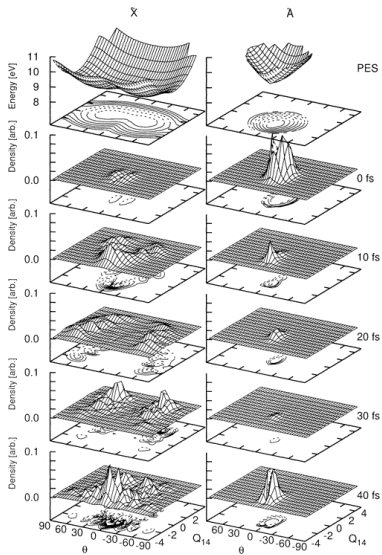 X̃ Ã
PES
Energy [eV]
11
10
9
8
Density [arb.]
0.1
0.0
0 fs
Density [arb.]
0.1
0.0
10 fs
Density [arb.]
0.1
0.0
20 fs
Density [arb.]
0.1
0.0
30 fs
Density [arb.]
0.1
0.0
40 fs
90 60 30 0 -30 -60 -90 -4 -2 0 2 4
θ Q14
90 60 30 0 -30 -60 -90 -4 -2 0 2 4
θ Q14